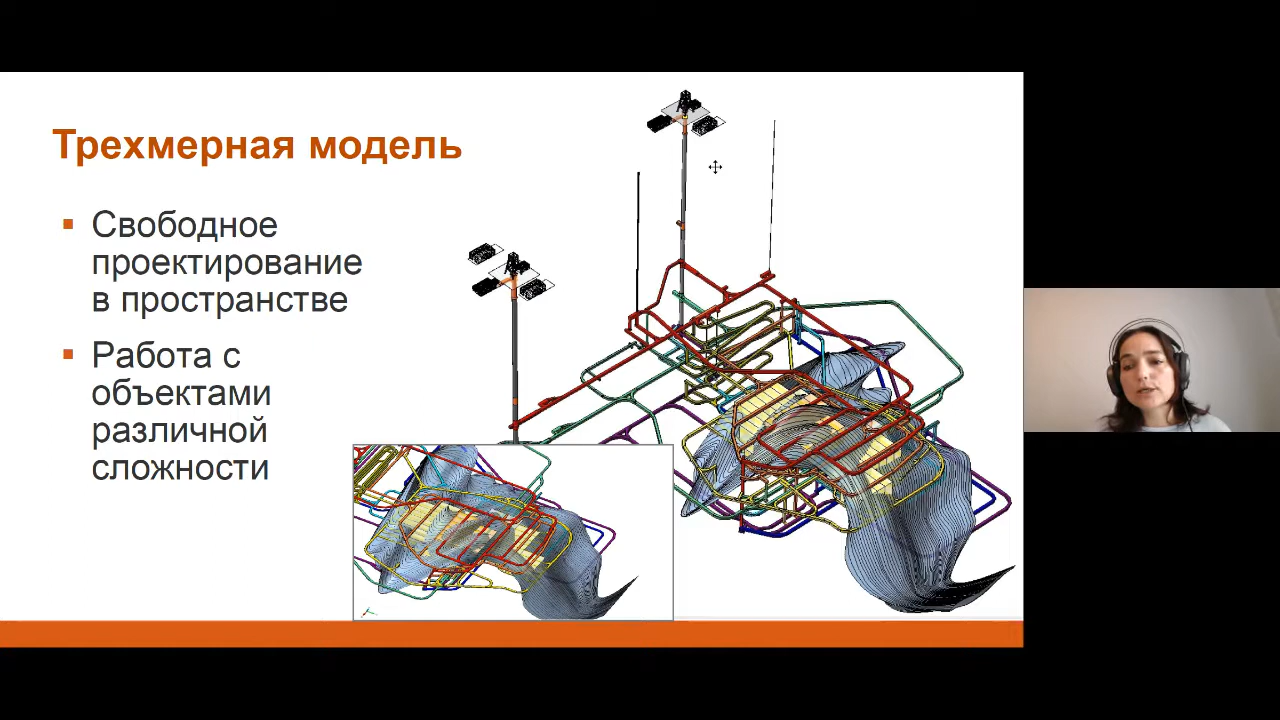 Трехмерная модель
Свободное
проектирование
в пространстве
Работа с
объектами
различной
сложности